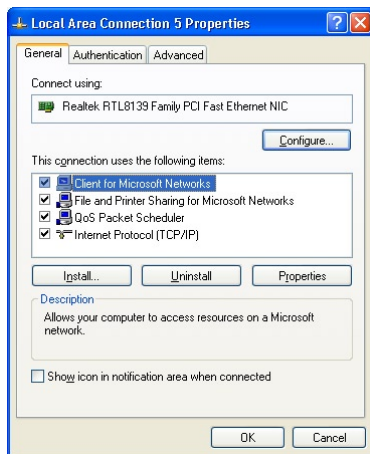 Local Area Connection 5 Properties
General Authentication Advanced
Connect using:
Realtek RTL8139 Family PCI Fast Ethernet NIC
Configure...
This connection uses the following items:
Client for Microsoft Networks
File and Printer Sharing for Microsoft Networks
QoS Packet Scheduler
Internet Protocol (TCP/IP)
Install... Uninstall Properties
Description
Allows your computer to access resources on a Microsoft
network.
Show icon in notification area when connected
OK Cancel